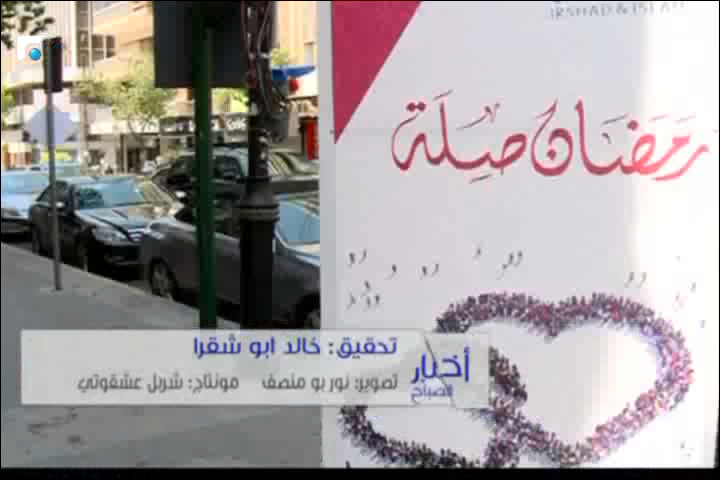 IRSHAD & ISLAH
رمضان صلة
تحقيق: خالد ابو شقرا
تصوير: نور بو منصف   مونتاج: شربل عشقوتي
أخبار
الصباح